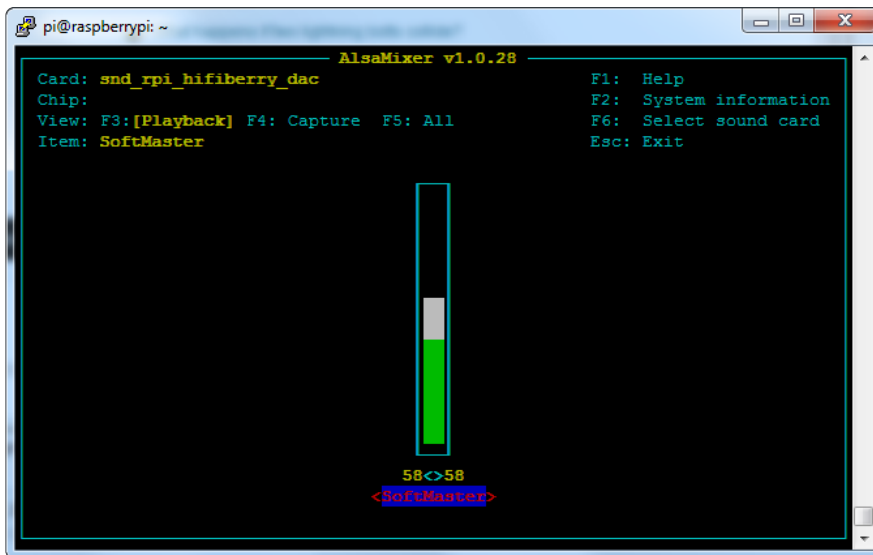 pi@raspberrypi: ~
AlsaMixer v1.0.28
Card: snd_rpi_hifiberry_dac F1: Help
Chip: F2: System information
View: F3:[Playback] F4: Capture F5: All F6: Select sound card
Item: SoftMaster Esc: Exit
58<>58
<SoftMaster>